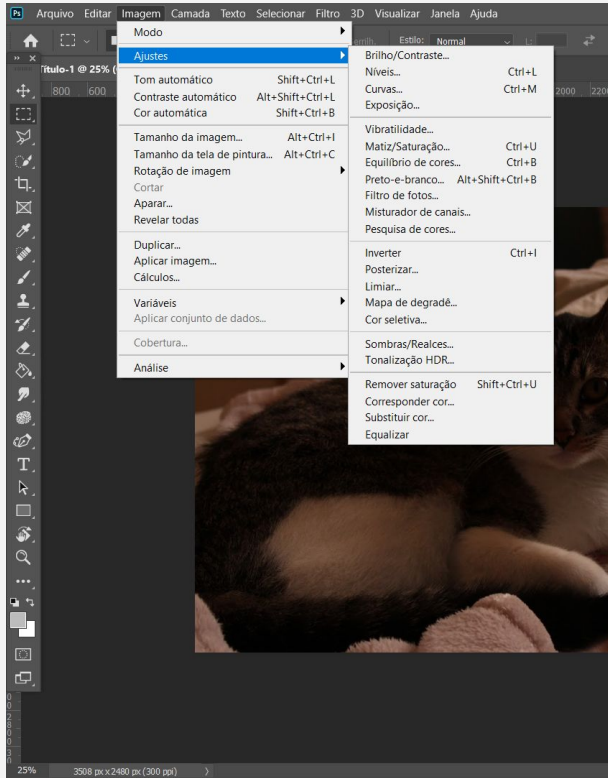 Ps Arquivo Editar Imagem Camada Texto Selecionar Filtro 3D Visualizar Janela Ajuda
Estilo: Normal L:
Título-1 @ 25% (
800 600 2000 220
Modo
Ajustes
Tom automático Shift+Ctrl+L
Contraste automático Alt+Shift+Ctrl+L
Cor automática Shift+Ctrl+B
Tamanho da imagem... Alt+Ctrl+I
Tamanho da tela de pintura... Alt+Ctrl+C
Rotação de imagem
Cortar
Aparar...
Revelar todas
Duplicar...
Aplicar imagem...
Cálculos...
Variáveis
Aplicar conjunto de dados...
Cobertura...
Análise
Brilho/Contraste...
Níveis... Ctrl+L
Curvas... Ctrl+M
Exposição...
Vibratilidade...
Matiz/Saturação... Ctrl+U
Equilíbrio de cores... Ctrl+B
Preto-e-branco... Alt+Shift+Ctrl+B
Filtro de fotos...
Misturador de canais...
Pesquisa de cores...
Inverter Ctrl+I
Posterizar...
Limiar...
Mapa de degradê...
Cor seletiva...
Sombras/Realces...
Tonalização HDR...
Remover saturação Shift+Ctrl+U
Corresponder cor...
Substituir cor...
Equalizar
25% 3508 px x 2480 px (300 ppi)